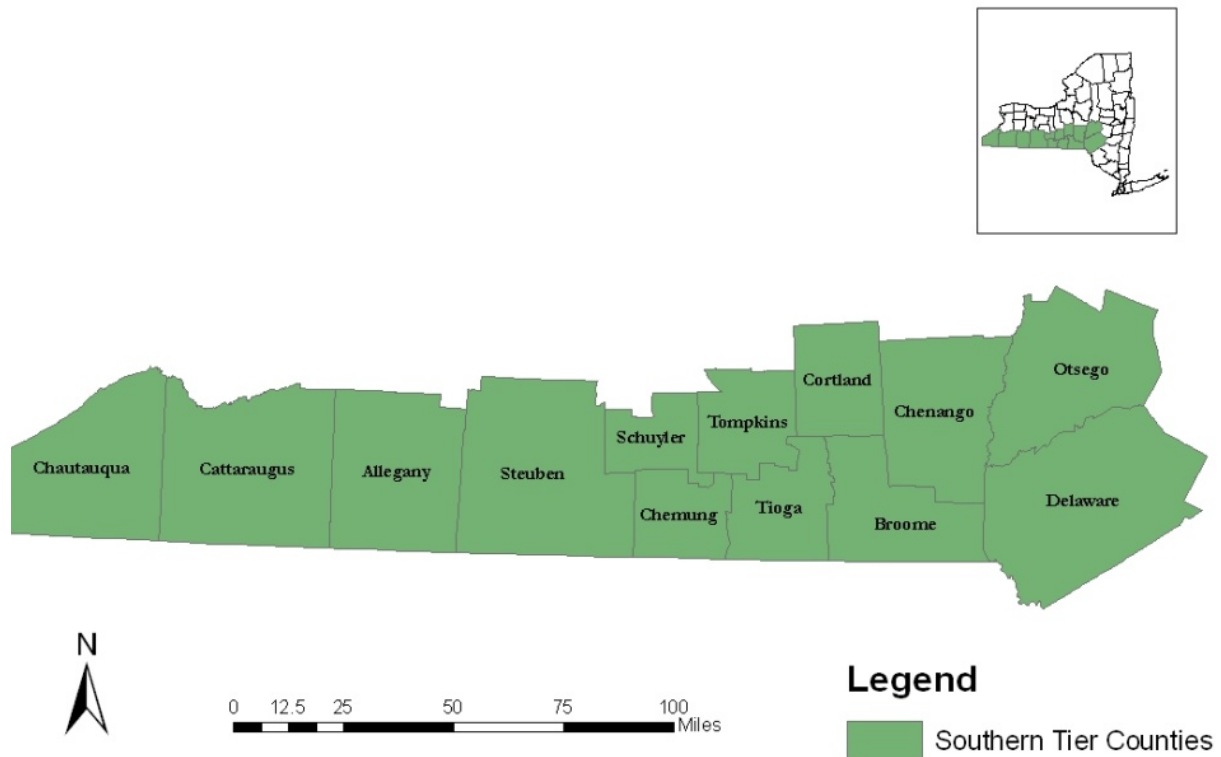 Otsego
Cortland
Chenango
Tompkins
Schuyler
Chautauqua
Cattaraugus
Allegany
Steuben
Delaware
Chemung
Tioga
Broome
N
0 12.5 25 50 75 100
Miles
Legend
Southern Tier Counties